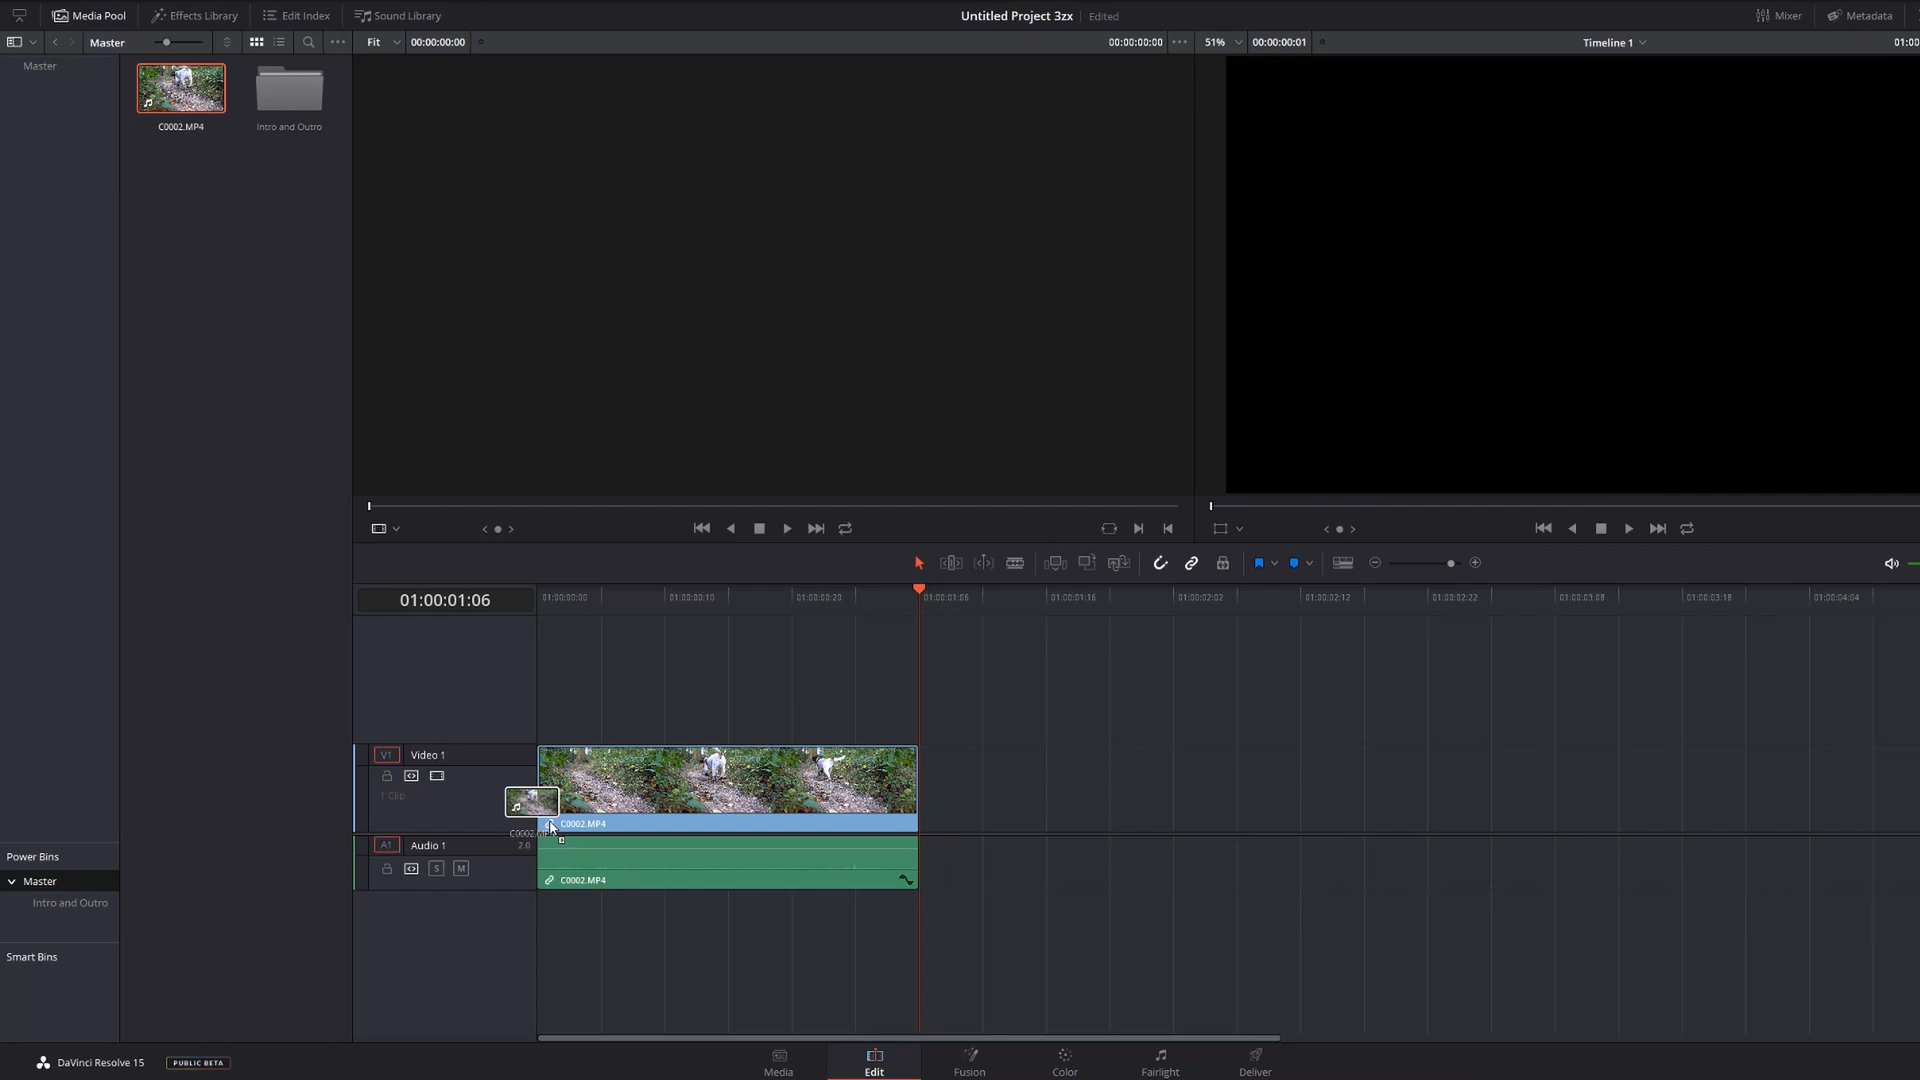 Media Pool
Effects Library
Edit Index
Sound Library
Untitled Project 3zx
Edited
Mixer
Metadata
Master
Fit
00:00:00:00
00:00:00:00
51%
00:00:00:01
Timeline 1
01:00
Master
C0002.MP4
Intro and Outro
01:00:01:06
01:00:00:00
01:00:00:10
01:00:00:20
01:00:01:06
01:00:01:16
01:00:02:02
01:00:02:12
01:00:02:22
01:00:03:08
01:00:03:18
01:00:04:04
V1
Video 1
1 Clip
C0002.MP4
C0002.MP4
A1
Audio 1
2.0
S
M
C0002.MP4
Power Bins
Master
Intro and Outro
Smart Bins
DaVinci Resolve 15
PUBLIC BETA
Media
Edit
Fusion
Color
Fairlight
Deliver